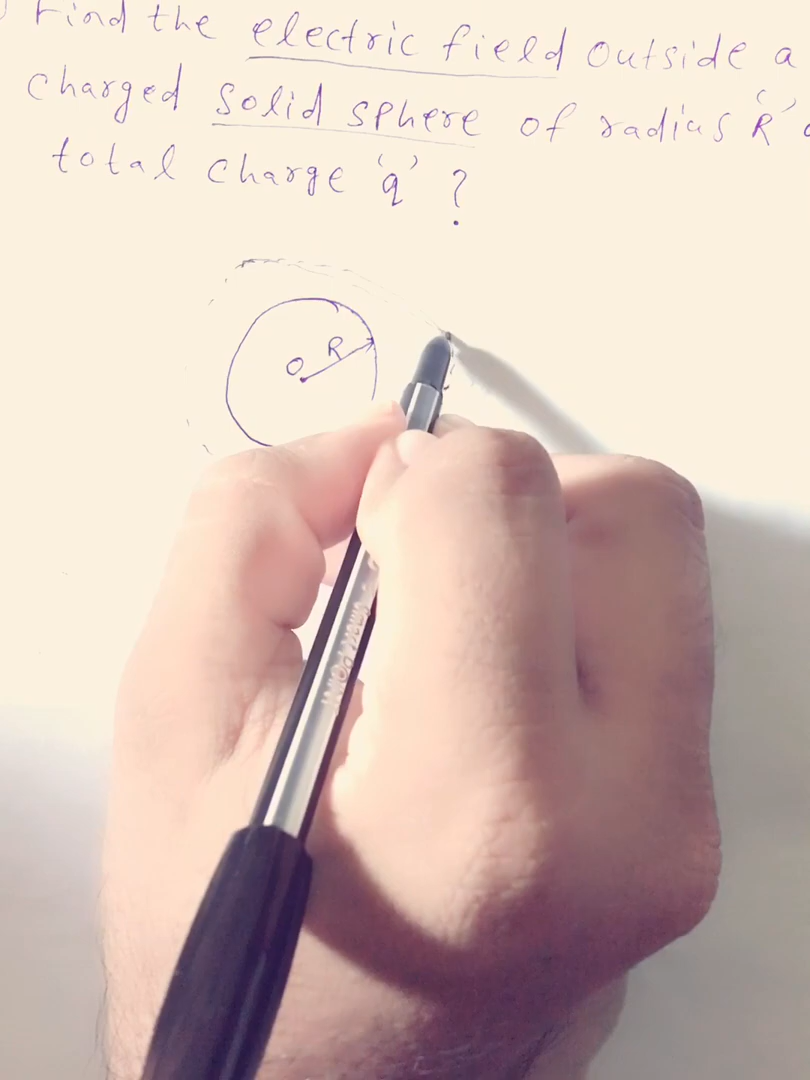 Find the electric field outside a
charged solid sphere of radius 'R'
total charge 'q' ?
R
O